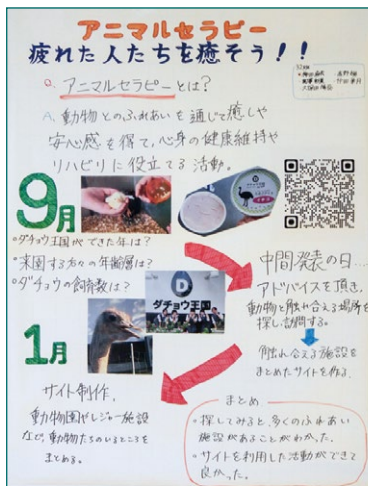 アニマルセラピー
疲れた人たちを癒そう！！
Q. アニマルセラピーとは？
A. 動物とのふれあいを通じて癒しや
安心感を得て、心身の健康維持や
リハビリに役立てる活動。
9月
・ダチョウ王国ができた年は？
・来園する方々の年齢層は？
・ダチョウの飼育数は？
D
ダチョウ王国
中間発表の日…
アドバイスを頂き、
動物と触れ合える場所を
探し訪問する。
触れ合える施設を
まとめたサイトを作る。
1月
サイト制作。
動物園やレジャー施設
など、動物たちのいるところを
まとめる。
まとめ
・探してみると、多くのふれあい
施設があることがわかった。
・サイトを利用した活動ができて
良かった。